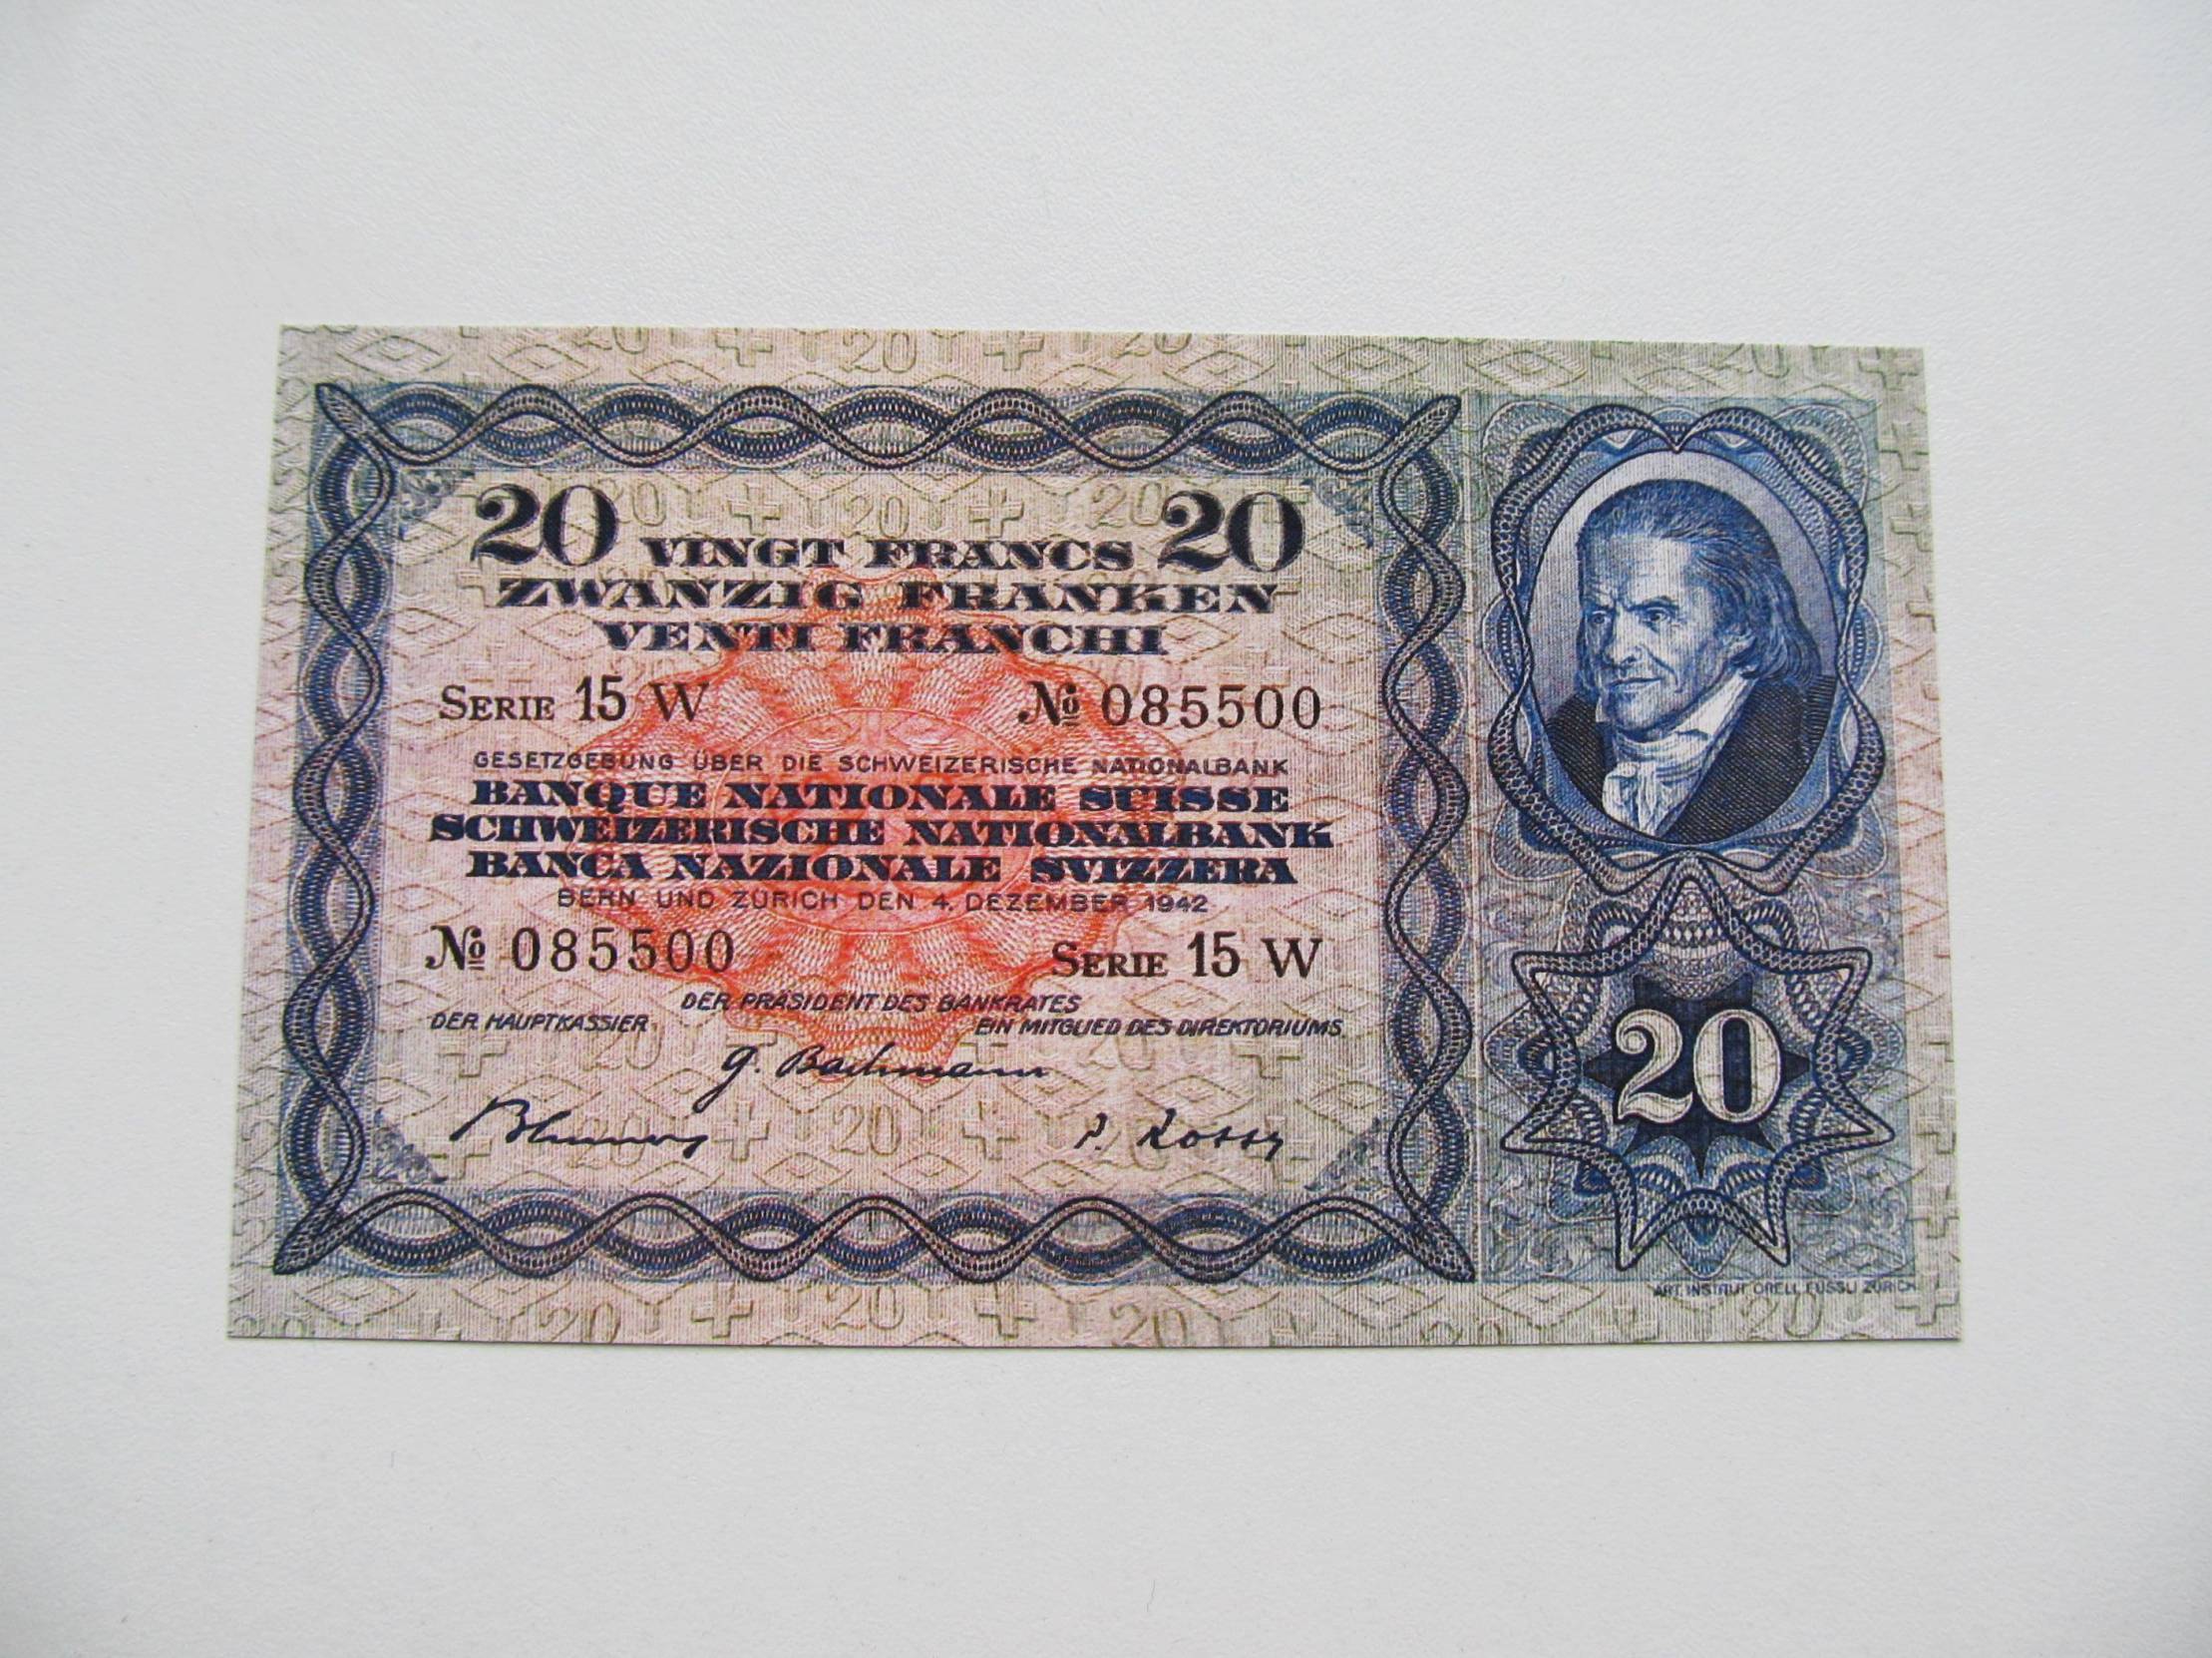 20 VINGT FRANCS 20
ZWANZIG FRANKEN
VENTI FRANCHI
SERIE 15 W № 085500
GESETZGEBUNG ÜBER DIE SCHWEIZERISCHE NATIONALBANK
BANQUE NATIONALE SUISSE
SCHWEIZERISCHE NATIONALBANK
BANCA NAZIONALE SVIZZERA
BERN UND ZÜRICH DEN 4. DEZEMBER 1942
№ 085500 SERIE 15 W
DER PRÄSIDENT DES BANKRATES
DER HAUPTKASSIER EIN MITGLIED DES DIREKTORIUMS
G. Bachmann
P. Rossy
20
ART. INSTITUT ORELL FÜSSLI ZÜRICH